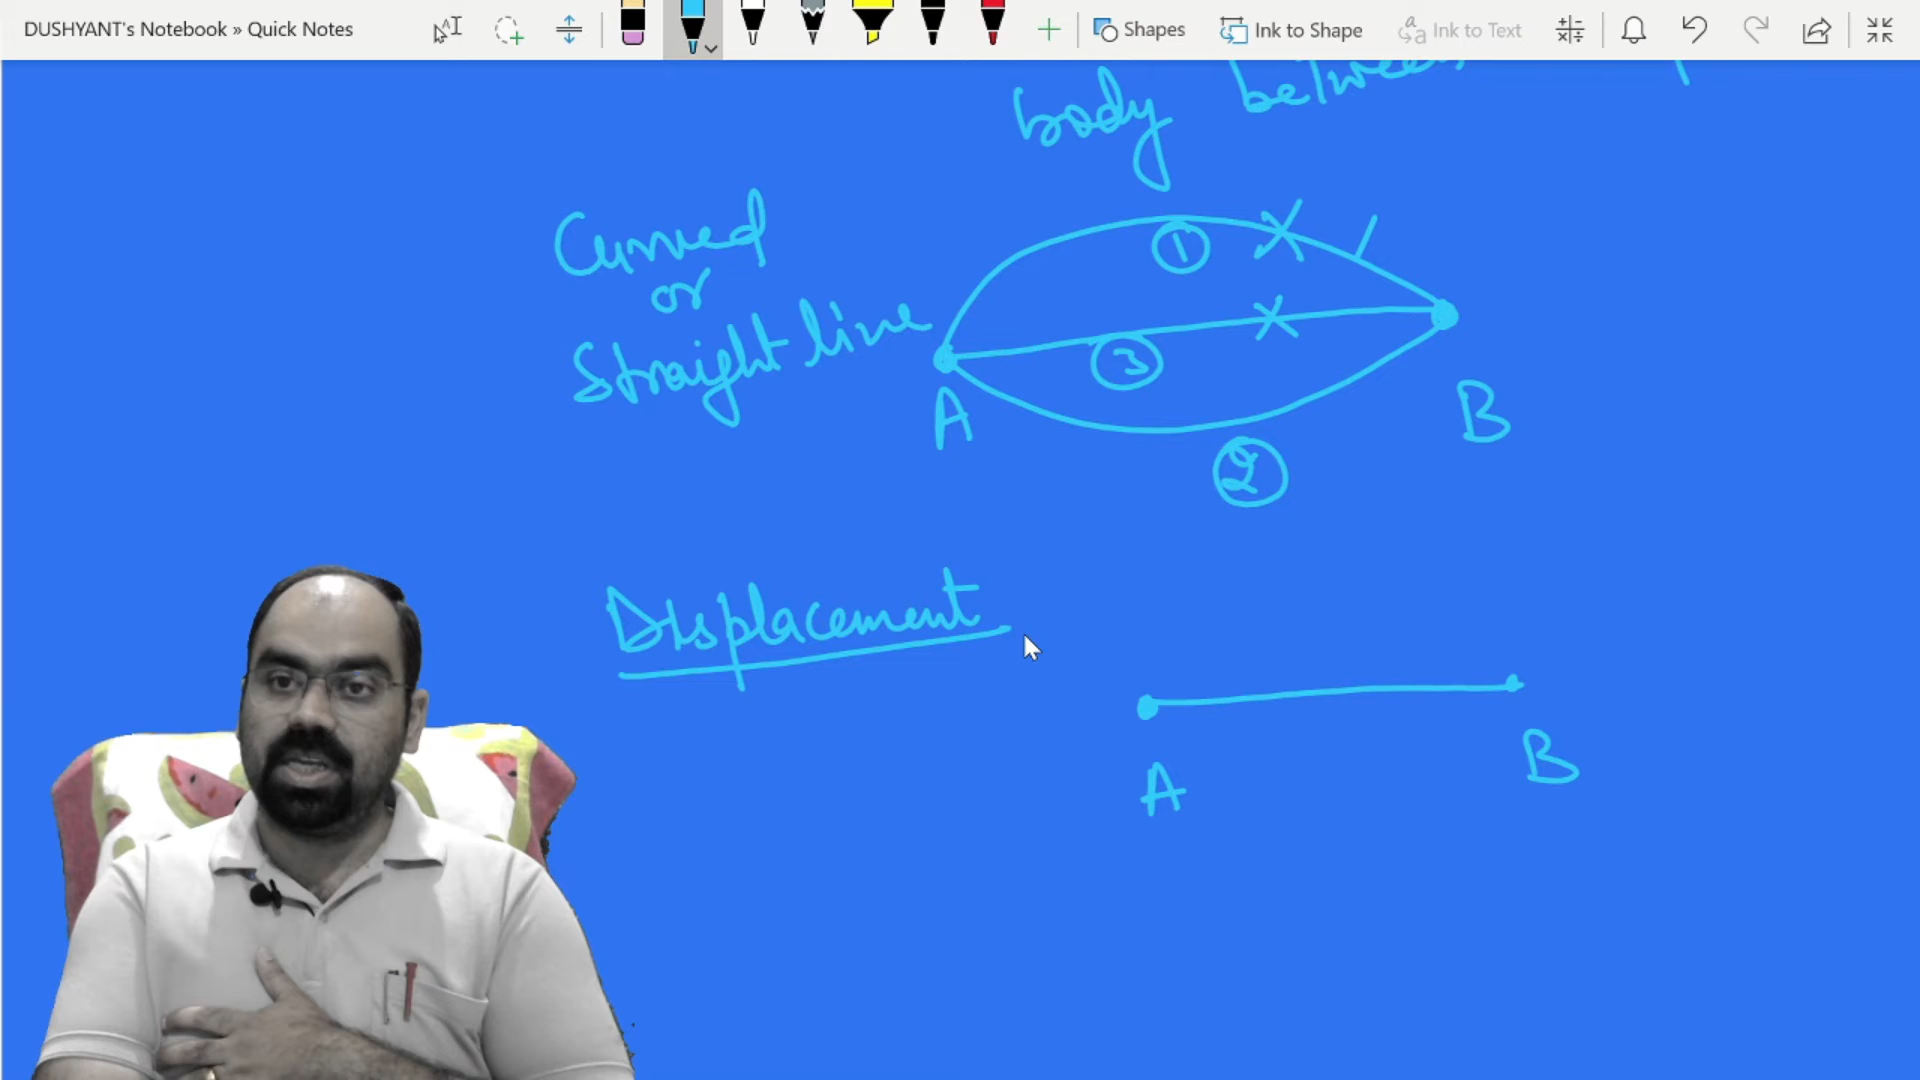 DUSHYANT's Notebook » Quick Notes
Shapes
Ink to Shape
Ink to Text
body between
Curved
or
Straight line
1
3
2
A
B
Displacement
A
B